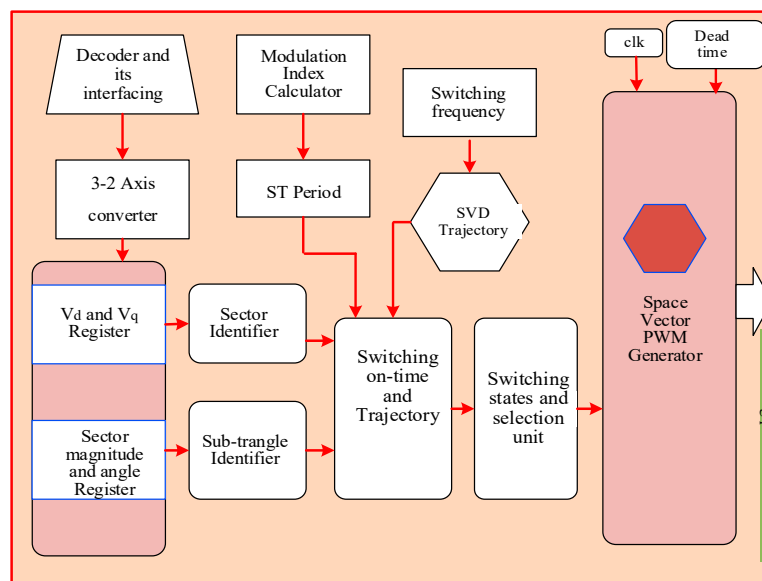 Decoder and
its
interfacing
Modulation
Index
Calculator
Switching
frequency
clk
Dead
time
3-2 Axis
converter
ST Period
SVD
Trajectory
Vd and Vq
Register
Sector
Identifier
Switching
on-time and
Trajectory
Switching
states and
selection
unit
Space
Vector
PWM
Generator
Sector
magnitude
and angle
Register
Sub-trangle
Identifier